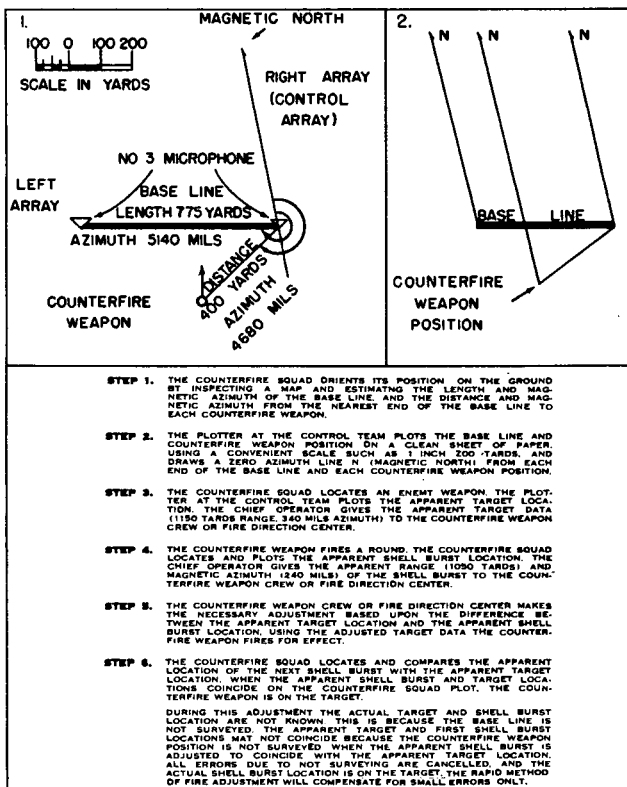 1.
MAGNETIC NORTH
100 0 100 200
SCALE IN YARDS
RIGHT ARRAY
(CONTROL
ARRAY)
NO 3 MICROPHONE
LEFT
ARRAY
BASE LINE
LENGTH 775 YARDS
AZIMUTH 5140 MILS
DISTANCE
400 YARDS
AZIMUTH
4680 MILS
COUNTERFIRE
WEAPON
2.
N N N
BASE LINE
COUNTERFIRE
WEAPON
POSITION
STEP 1. THE COUNTERFIRE SQUAD ORIENTS ITS POSITION ON THE GROUND
BY INSPECTING A MAP AND ESTIMATNG THE LENGTH AND MAG-
NETIC AZIMUTH OF THE BASE LINE, AND THE DISTANCE AND MAG-
NETIC AZIMUTH FROM THE NEAREST END OF THE BASE LINE TO
EACH COUNTERFIRE WEAPON.
STEP 2. THE PLOTTER AT THE CONTROL TEAM PLOTS THE BASE LINE AND
COUNTERFIRE WEAPON POSITION ON A CLEAN SHEET OF PAPER,
USING A CONVENIENT SCALE SUCH AS 1 INCH 200 YARDS, AND
DRAWS A ZERO AZIMUTH LINE N (MAGNETIC NORTH) FROM EACH
END OF THE BASE LINE AND EACH COUNTERFIRE WEAPON POSITION.
STEP 3. THE COUNTERFIRE SQUAD LOCATES AN ENEMY WEAPON. THE PLOT-
TER AT THE CONTROL TEAM PLOTS THE APPARENT TARGET LOCA-
TION. THE CHIEF OPERATOR GIVES THE APPARENT TARGET DATA
(1150 YARDS RANGE, 340 MILS AZIMUTH) TO THE COUNTERFIRE WEAPON
CREW OR FIRE DIRECTION CENTER.
STEP 4. THE COUNTERFIRE WEAPON FIRES A ROUND. THE COUNTERFIRE SQUAD
LOCATES AND PLOTS THE APPARENT SHELL BURST LOCATION. THE
CHIEF OPERATOR GIVES THE APPARENT RANGE (1090 YARDS) AND
MAGNETIC AZIMUTH (240 MILS) OF THE SHELL BURST TO THE COUN-
TERFIRE WEAPON CREW OR FIRE DIRECTION CENTER.
STEP 5. THE COUNTERFIRE WEAPON CREW OR FIRE DIRECTION CENTER MAKES
THE NECESSARY ADJUSTMENT BASED UPON THE DIFFERENCE BE-
TWEEN THE APPARENT TARGET LOCATION AND THE APPARENT SHELL
BURST LOCATION, USING THE ADJUSTED TARGET DATA THE COUNTER-
FIRE WEAPON FIRES FOR EFFECT.
STEP 6. THE COUNTERFIRE SQUAD LOCATES AND COMPARES THE APPARENT
LOCATION OF THE NEXT SHELL BURST WITH THE APPARENT TARGET
LOCATION. WHEN THE APPARENT SHELL BURST AND TARGET LOCA-
TIONS COINCIDE ON THE COUNTERFIRE SQUAD PLOT, THE COUN-
TERFIRE WEAPON IS ON THE TARGET.
DURING THIS ADJUSTMENT THE ACTUAL TARGET AND SHELL BURST
LOCATION ARE NOT KNOWN. THIS IS BECAUSE THE BASE LINE IS
NOT SURVEYED. THE APPARENT TARGET AND FIRST SHELL BURST
LOCATIONS MAY NOT COINCIDE BECAUSE THE COUNTERFIRE WEAPON
POSITION IS NOT SURVEYED WHEN THE APPARENT SHELL BURST IS
ADJUSTED TO COINCIDE WITH THE APPARENT TARGET LOCATION,
ALL ERRORS DUE TO NOT SURVEYING ARE CANCELLED, AND THE
ACTUAL SHELL BURST LOCATION IS ON THE TARGET. THE RAPID METHOD
OF FIRE ADJUSTMENT WILL COMPENSATE FOR SMALL ERRORS ONLY.